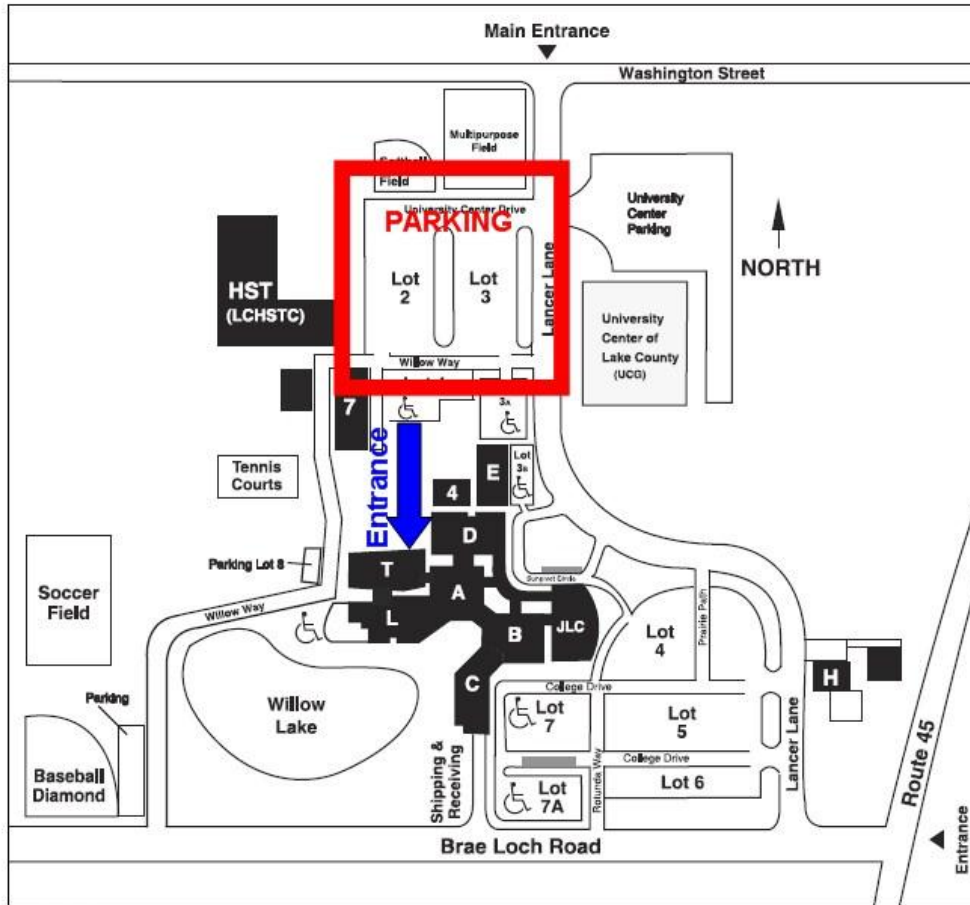 Main Entrance
Washington Street
Multipurpose
Field
Softball
Field
University Center Drive
PARKING
University
Center
Parking
NORTH
HST
(LCHSTC)
Lot
2
Lot
3
Lancer Lane
University
Center of
Lake County
(UCG)
Willow Way
7
3A
Entrance
Tennis
Courts
E
Lot
3B
4
D
Parking Lot 8
T
A
Soccer
Field
Willow Way
L
B
JLC
Lot
4
Prairie Path
C
H
College Drive
Parking
Willow
Lake
Lot
7
Lot
5
Lancer Lane
Route 45
Baseball
Diamond
Shipping &
Receiving
Rotunda Way
College Drive
Lot
7A
Lot 6
Brae Loch Road
Entrance